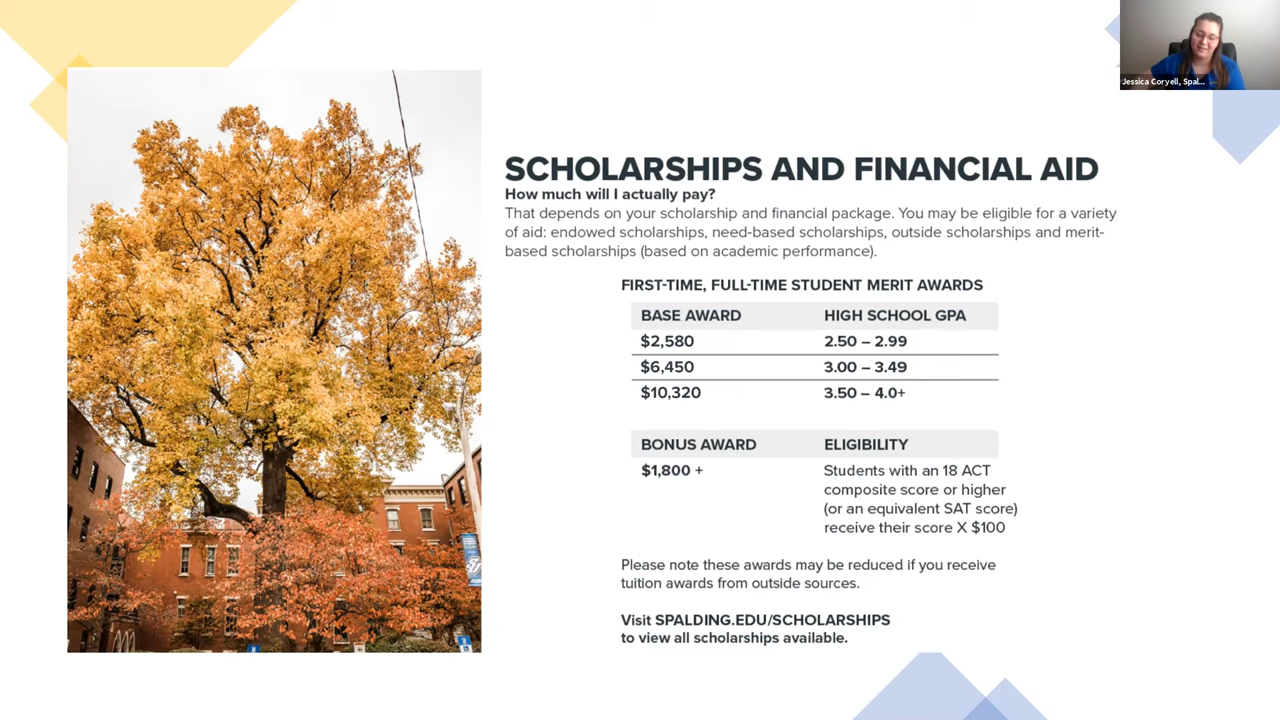 Jessica Coryell, Spal...
SCHOLARSHIPS AND FINANCIAL AID
How much will I actually pay?
That depends on your scholarship and financial package. You may be eligible for a variety
of aid: endowed scholarships, need-based scholarships, outside scholarships and merit-
based scholarships (based on academic performance).
FIRST-TIME, FULL-TIME STUDENT MERIT AWARDS
BASE AWARD HIGH SCHOOL GPA
$2,580 2.50 – 2.99
$6,450 3.00 – 3.49
$10,320 3.50 – 4.0+
BONUS AWARD ELIGIBILITY
$1,800 + Students with an 18 ACT
composite score or higher
(or an equivalent SAT score)
receive their score X $100
Please note these awards may be reduced if you receive
tuition awards from outside sources.
Visit SPALDING.EDU/SCHOLARSHIPS
to view all scholarships available.